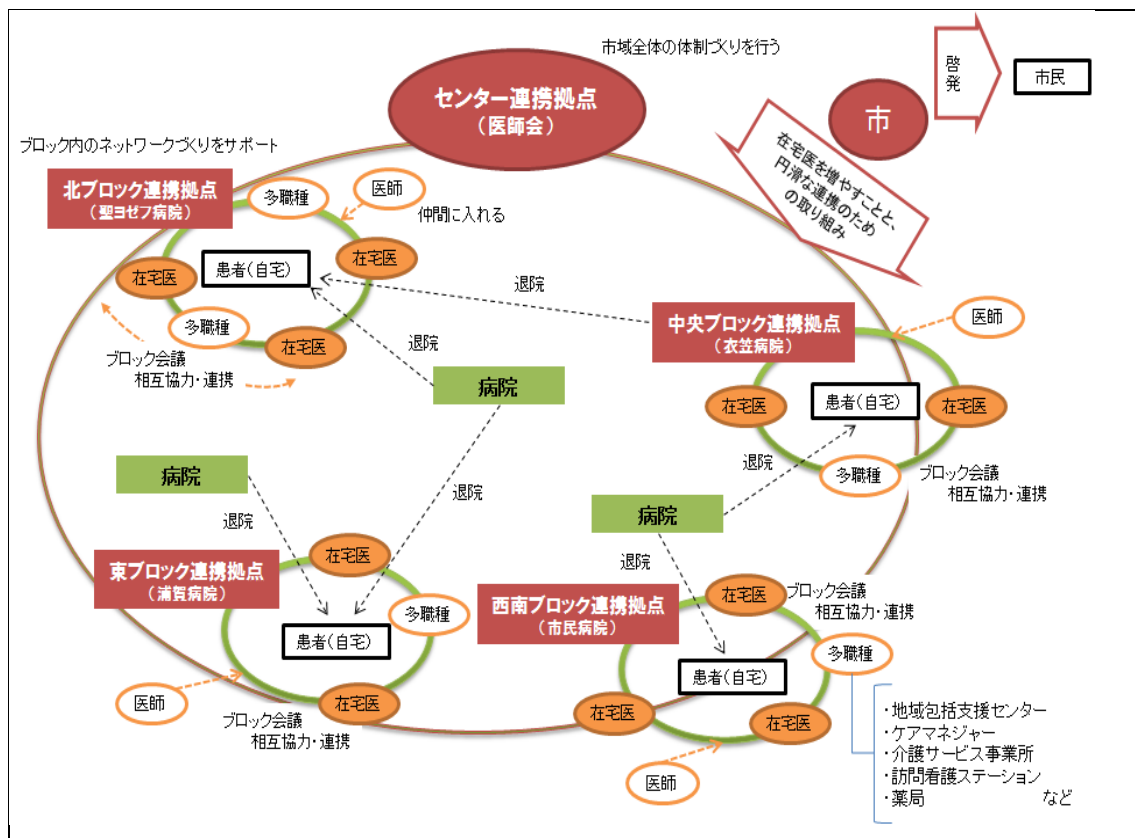 市域全体の体制づくりを行う
センター連携拠点
（医師会）
市
啓
発
市民
在宅医を増やすことと、
円滑な連携のため
の取り組み
ブロック内のネットワークづくりをサポート
北ブロック連携拠点
（聖ヨゼフ病院）
多職種
医師
仲間に入れる
在宅医
患者（自宅）
在宅医
多職種
在宅医
ブロック会議
相互協力・連携
退院
退院
病院
退院
中央ブロック連携拠点
（衣笠病院）
医師
在宅医
患者（自宅）
在宅医
退院
多職種
ブロック会議
相互協力・連携
病院
退院
病院
退院
東ブロック連携拠点
（浦賀病院）
在宅医
多職種
患者（自宅）
医師
在宅医
ブロック会議
相互協力・連携
西南ブロック連携拠点
（市民病院）
在宅医
ブロック会議
相互協力・連携
多職種
患者（自宅）
在宅医
在宅医
医師
・地域包括支援センター
・ケアマネジャー
・介護サービス事業所
・訪問看護ステーション
・薬局 など